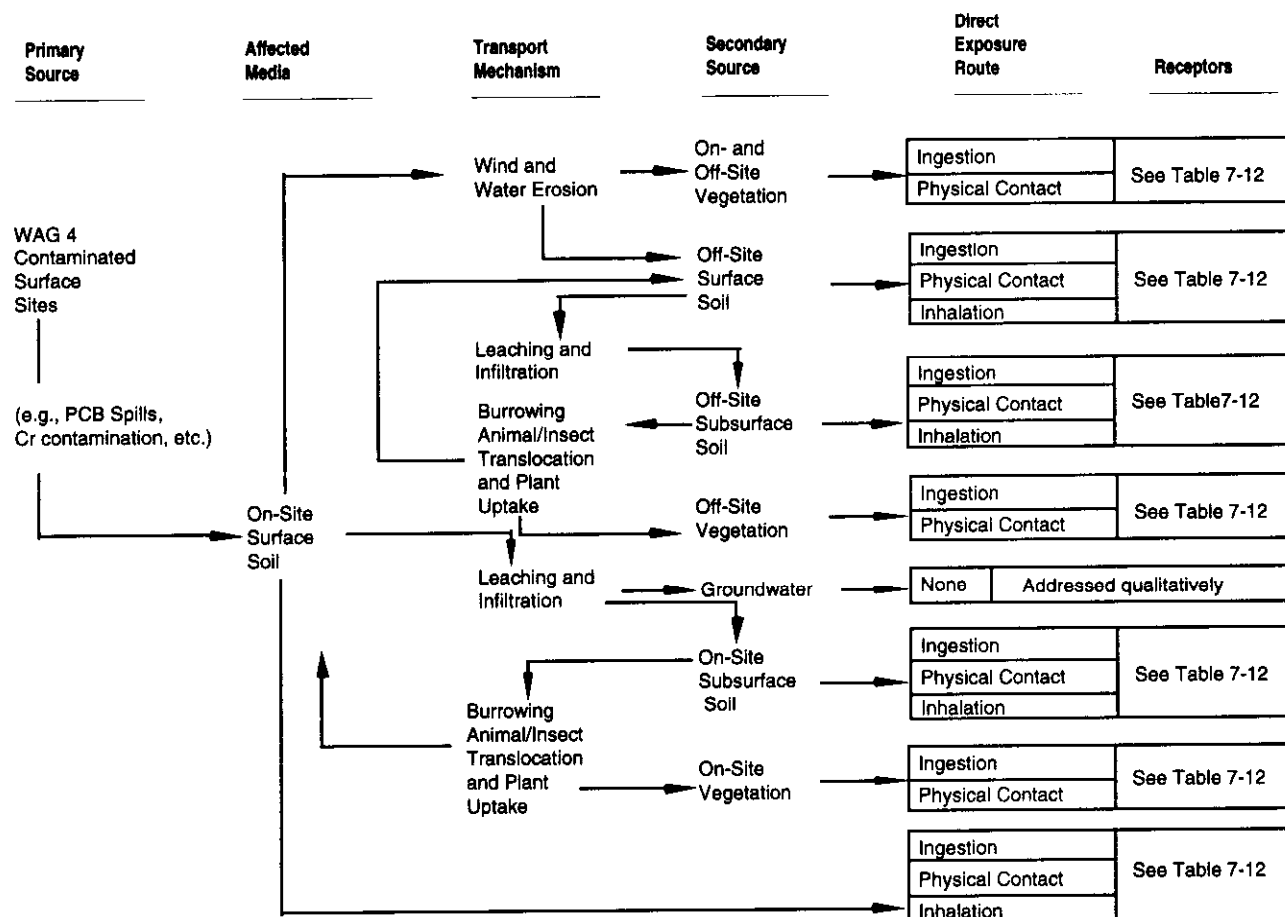 Primary
Source
Affected
Media
Transport
Mechanism
Secondary
Source
Direct
Exposure
Route
Receptors
WAG 4
Contaminated
Surface
Sites
(e.g., PCB Spills,
Cr contamination, etc.)
On-Site
Surface
Soil
Wind and
Water Erosion
On- and
Off-Site
Vegetation
Ingestion
Physical Contact
See Table 7-12
Off-Site
Surface
Soil
Ingestion
Physical Contact
Inhalation
See Table 7-12
Leaching and
Infiltration
Off-Site
Subsurface
Soil
Ingestion
Physical Contact
Inhalation
See Table7-12
Burrowing
Animal/Insect
Translocation
and Plant
Uptake
Off-Site
Vegetation
Ingestion
Physical Contact
See Table 7-12
Leaching and
Infiltration
Groundwater
None
Addressed qualitatively
On-Site
Subsurface
Soil
Ingestion
Physical Contact
Inhalation
See Table 7-12
Burrowing
Animal/Insect
Translocation
and Plant
Uptake
On-Site
Vegetation
Ingestion
Physical Contact
See Table 7-12
Ingestion
Physical Contact
Inhalation
See Table 7-12